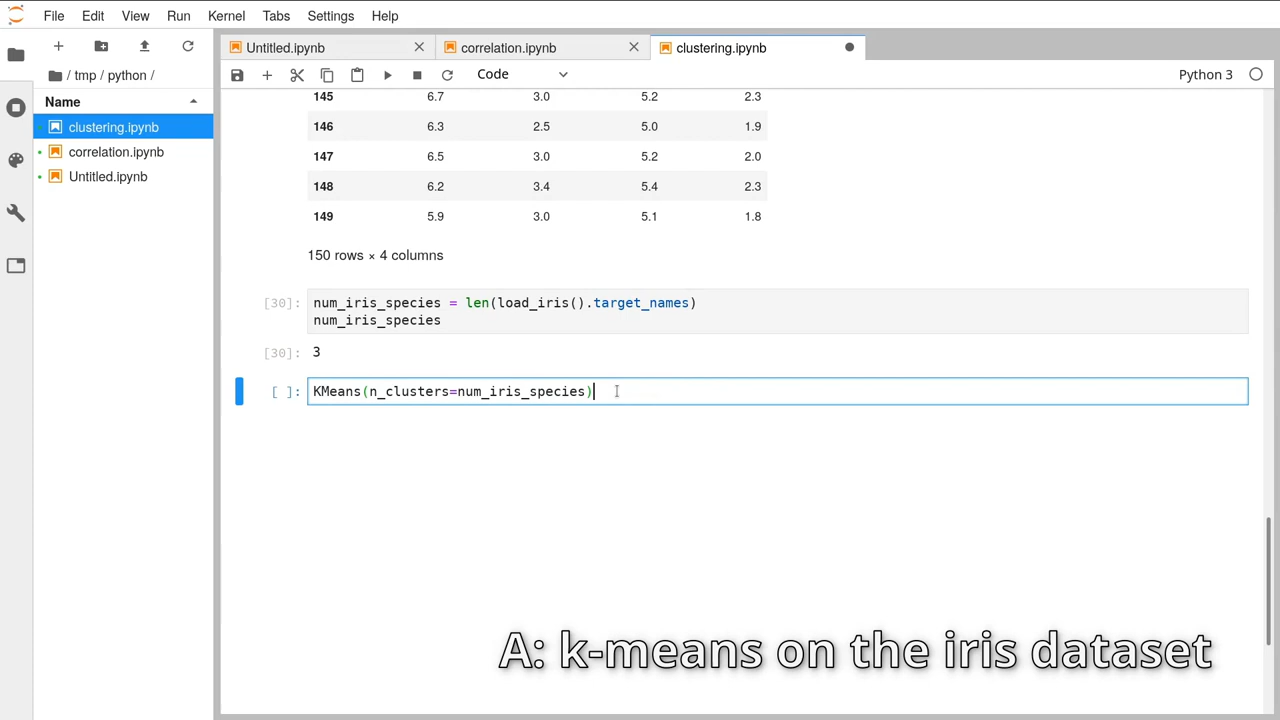 File Edit View Run Kernel Tabs Settings Help
Untitled.ipynb correlation.ipynb clustering.ipynb
Code Python 3
/ tmp / python /
Name
clustering.ipynb
correlation.ipynb
Untitled.ipynb
145 6.7 3.0 5.2 2.3
146 6.3 2.5 5.0 1.9
147 6.5 3.0 5.2 2.0
148 6.2 3.4 5.4 2.3
149 5.9 3.0 5.1 1.8
150 rows × 4 columns
[30]: num_iris_species = len(load_iris().target_names)
num_iris_species
[30]: 3
[ ]: KMeans(n_clusters=num_iris_species)
A: k-means on the iris dataset